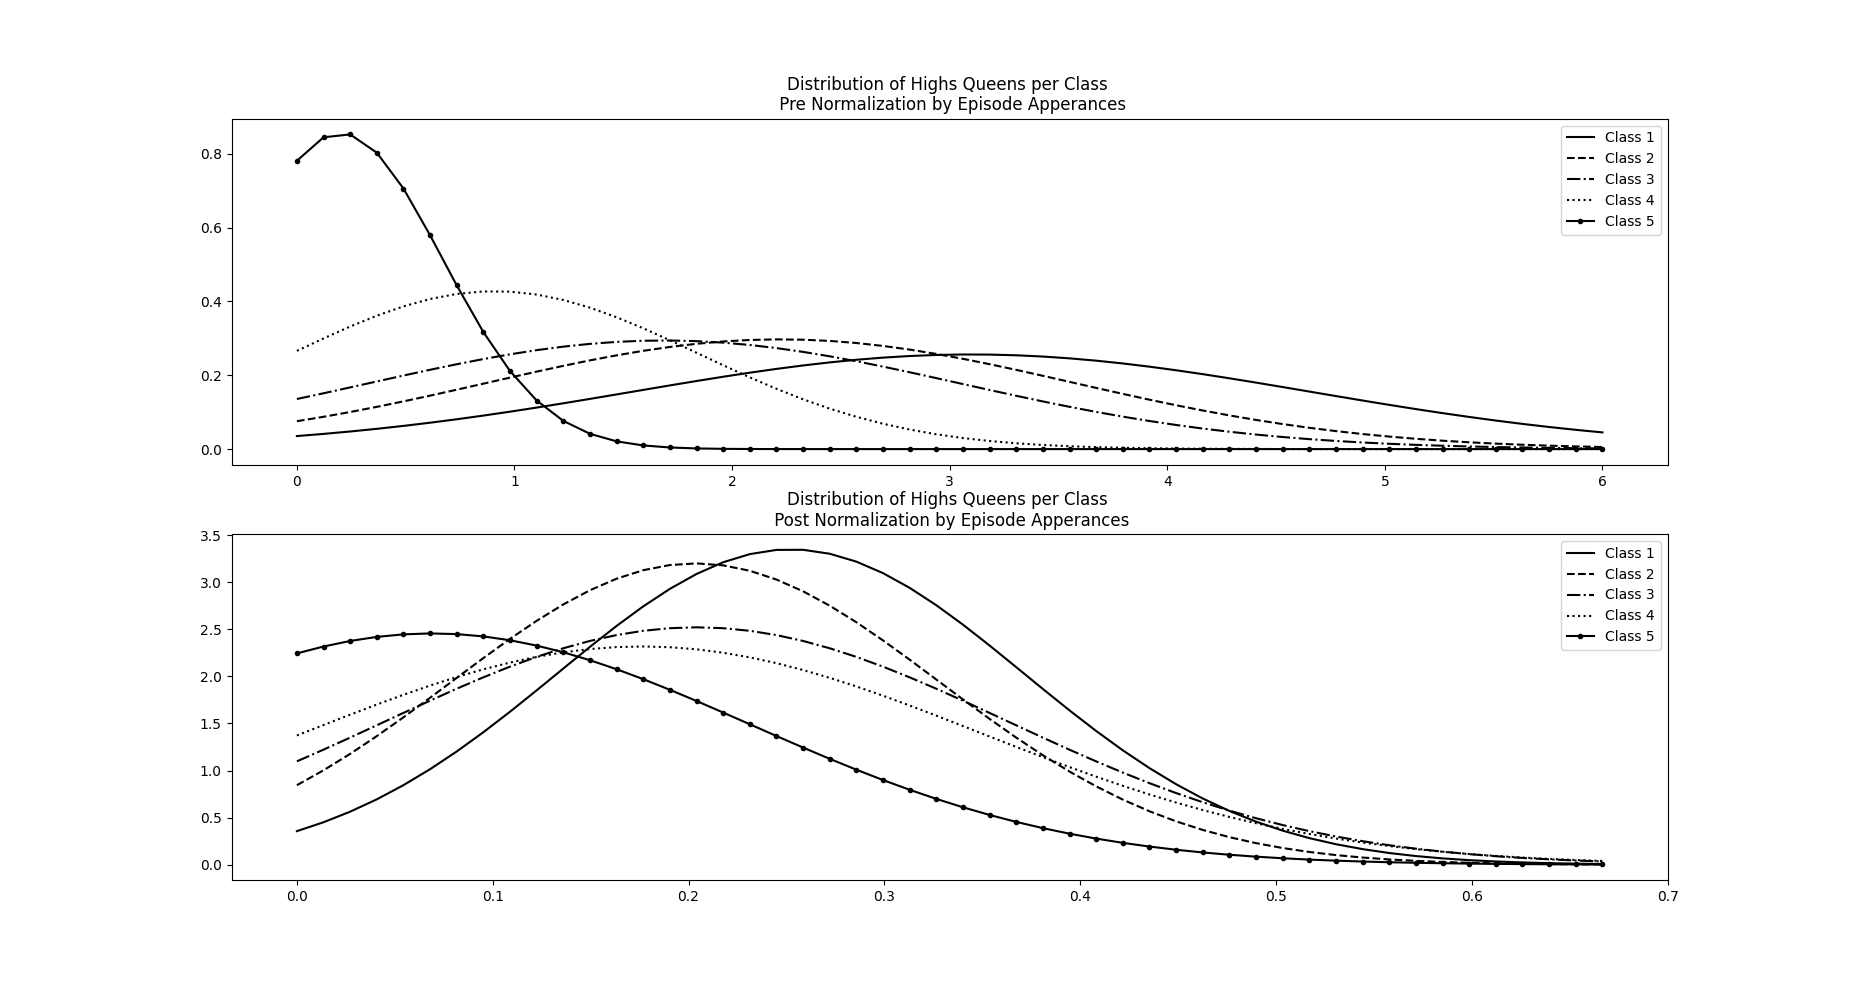 Distribution of Highs Queens per Class
Pre Normalization by Episode Apperances
0.8
0.6
0.4
0.2
0.0
0 1 2 3 4 5 6
Class 1
Class 2
Class 3
Class 4
Class 5
Distribution of Highs Queens per Class
Post Normalization by Episode Apperances
3.5
3.0
2.5
2.0
1.5
1.0
0.5
0.0
0.0 0.1 0.2 0.3 0.4 0.5 0.6 0.7
Class 1
Class 2
Class 3
Class 4
Class 5